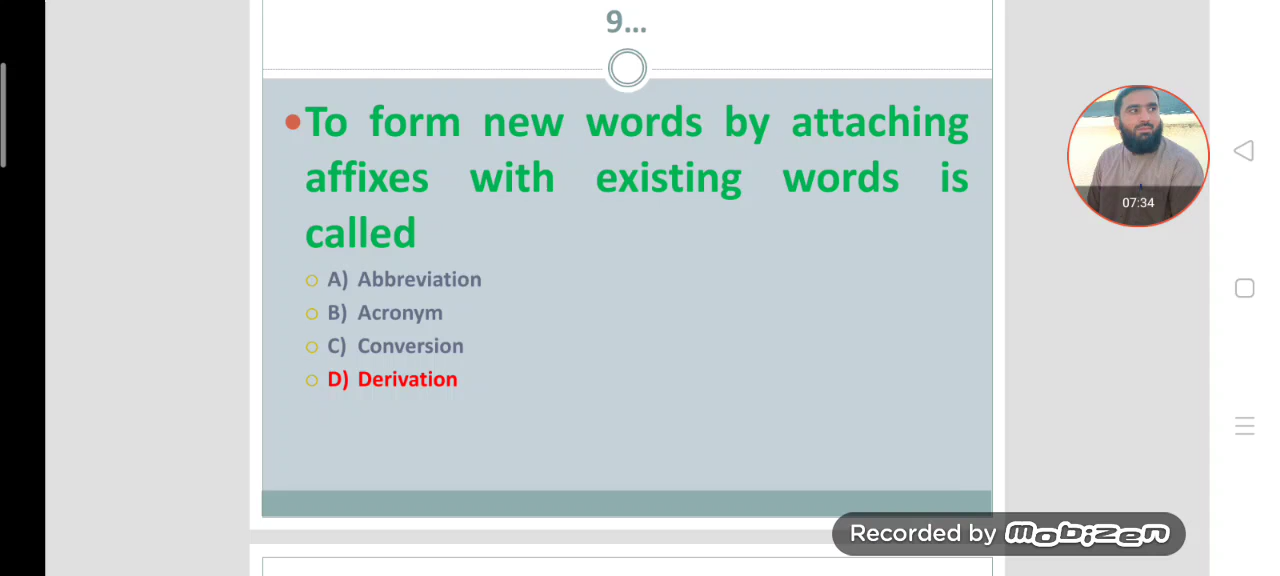 9...
•To form new words by attaching
affixes with existing words is
called
A) Abbreviation
B) Acronym
C) Conversion
D) Derivation
07:34
Recorded by mobizen